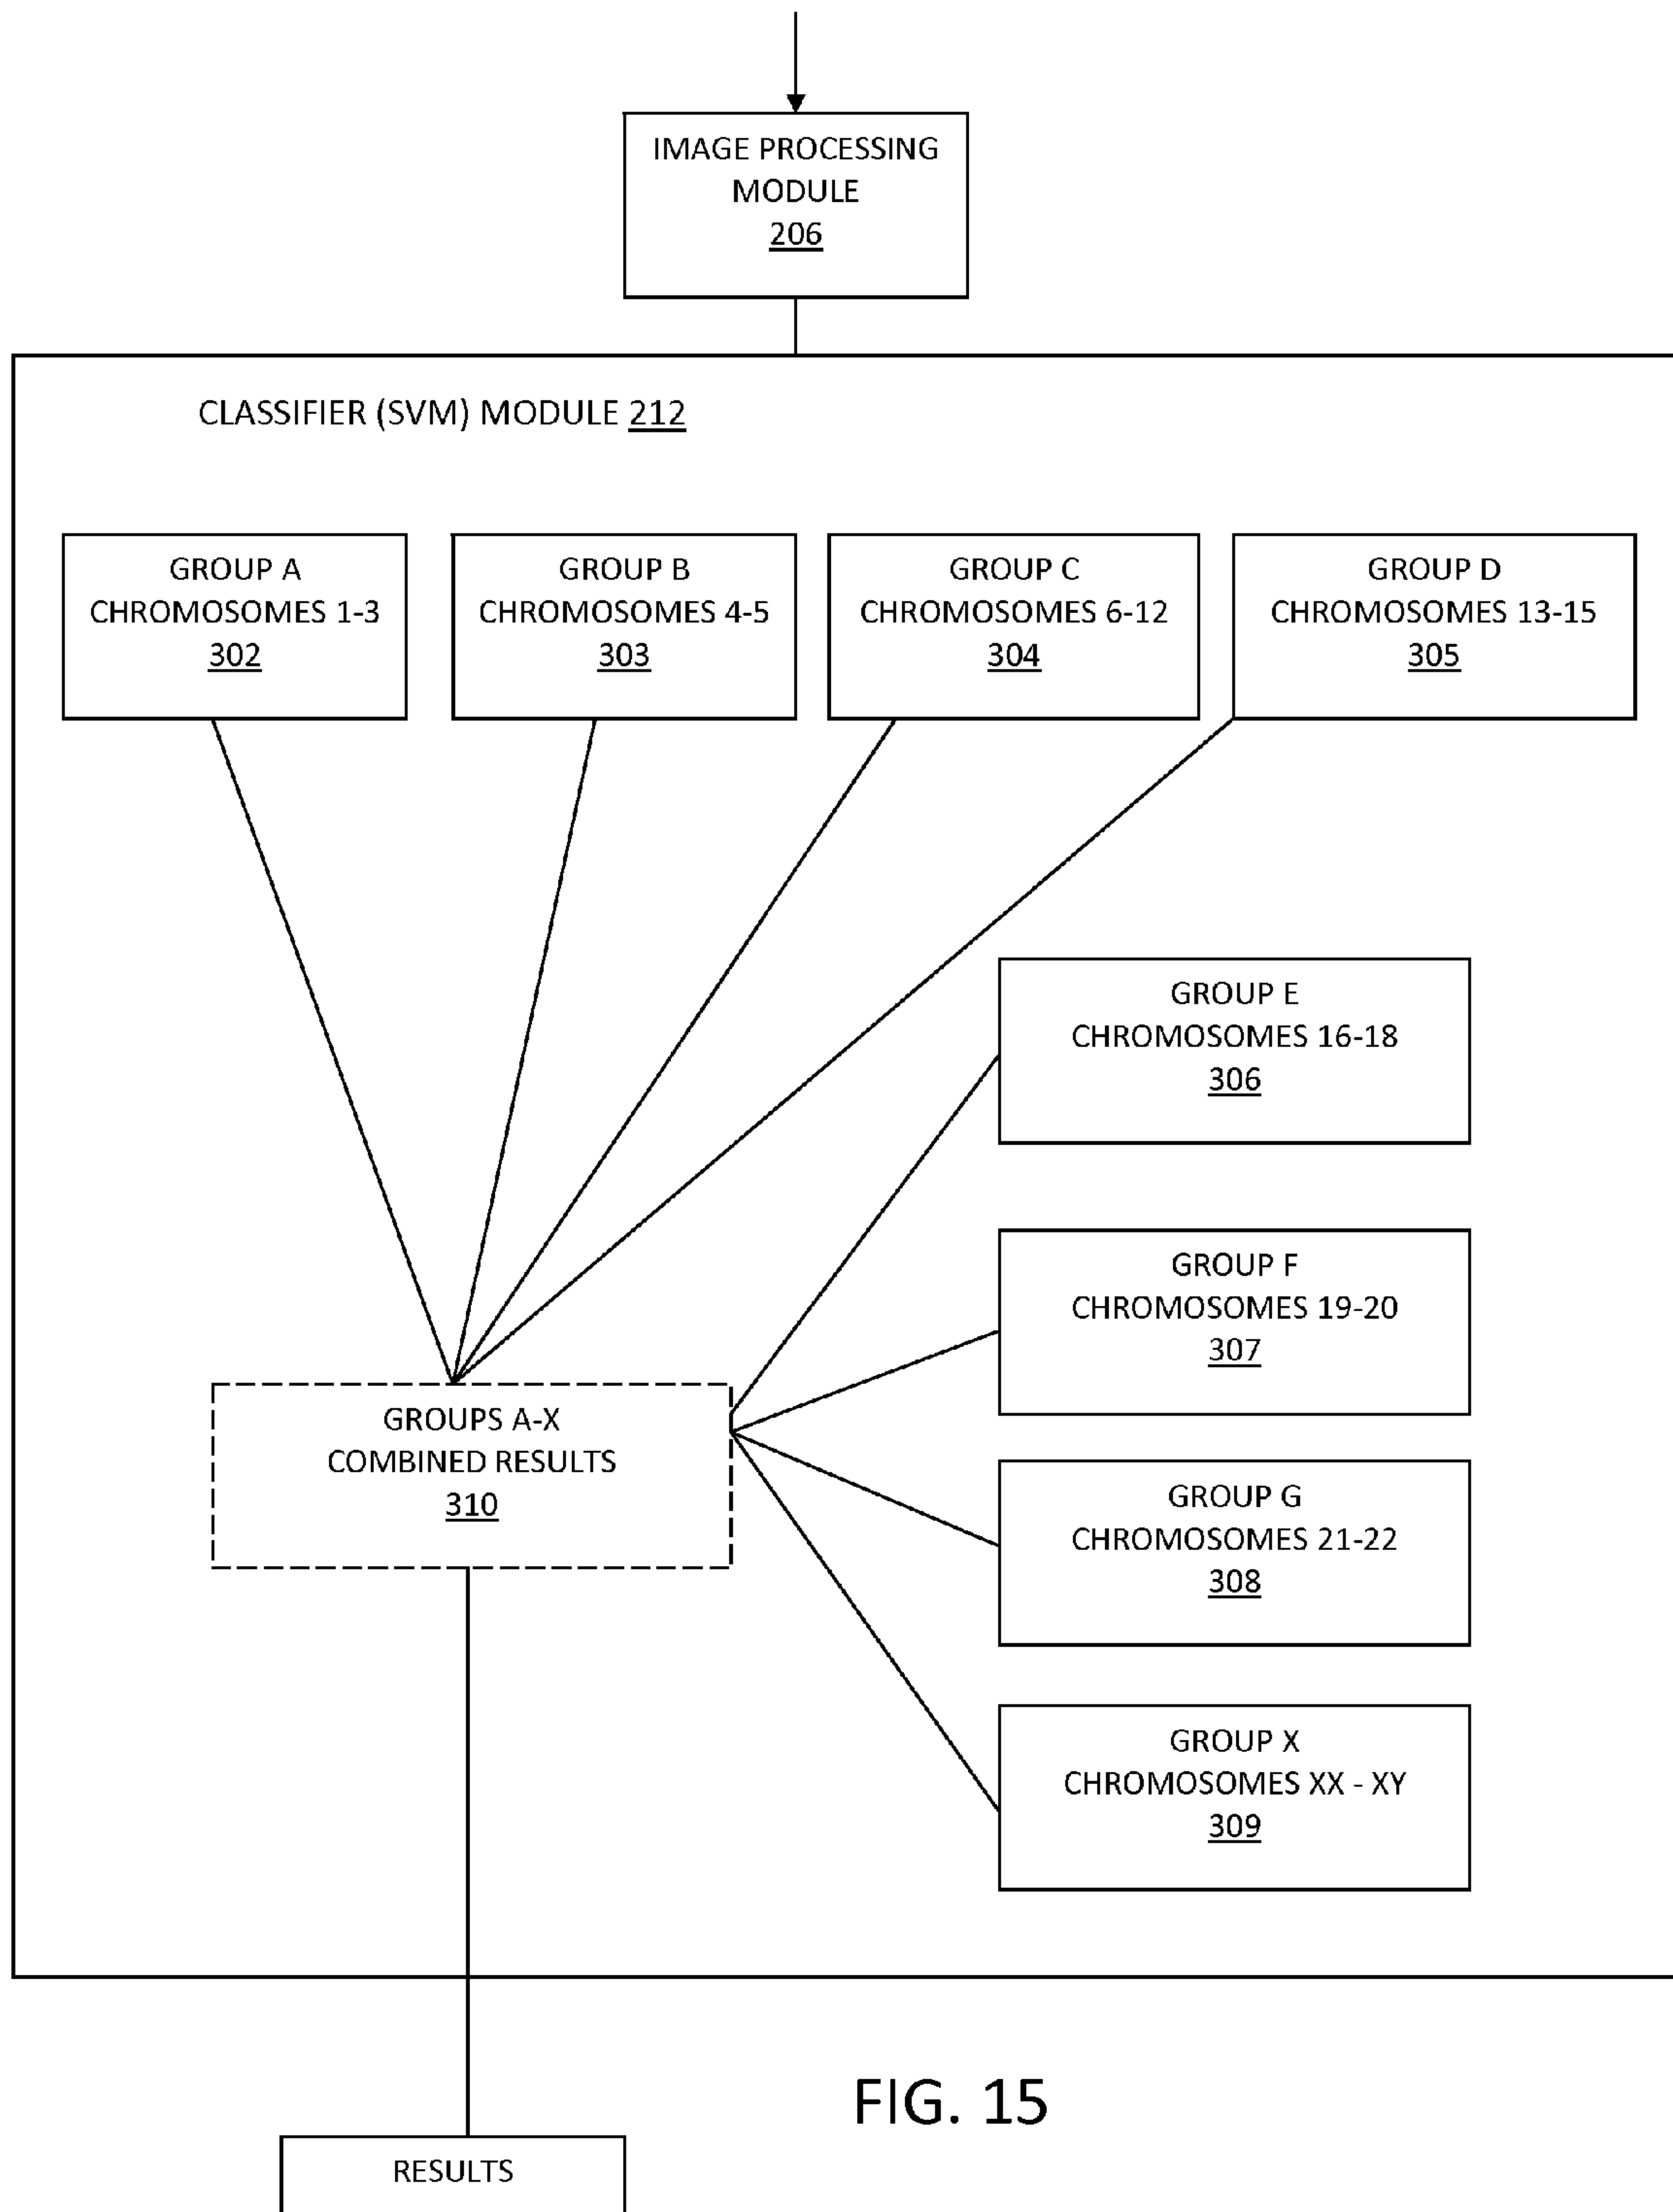 IMAGE PROCESSING
MODULE
206
CLASSIFIER (SVM) MODULE 212
GROUP A
CHROMOSOMES 1-3
302
GROUP B
CHROMOSOMES 4-5
303
GROUP C
CHROMOSOMES 6-12
304
GROUP D
CHROMOSOMES 13-15
305
GROUP E
CHROMOSOMES 16-18
306
GROUP F
CHROMOSOMES 19-20
307
GROUPS A-X
COMBINED RESULTS
310
GROUP G
CHROMOSOMES 21-22
308
GROUP X
CHROMOSOMES XX - XY
309
FIG. 15
RESULTS